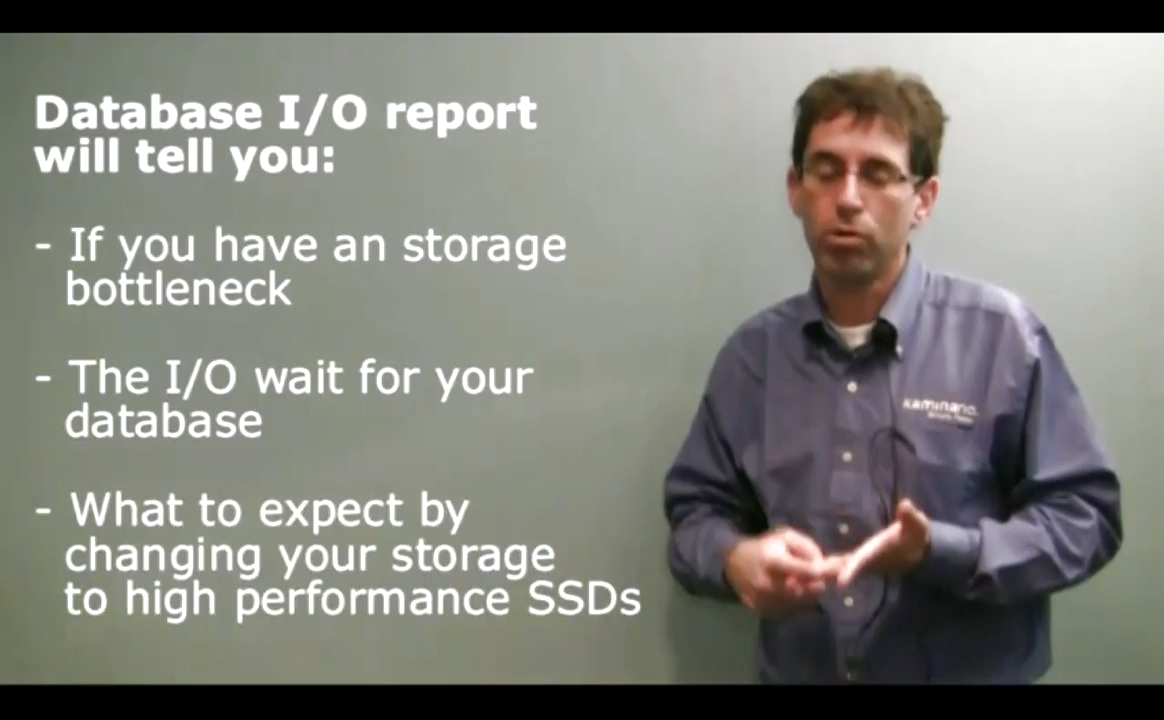 Database I/O report
will tell you:
- If you have an storage
bottleneck
- The I/O wait for your
database
- What to expect by
changing your storage
to high performance SSDs
kaminario.